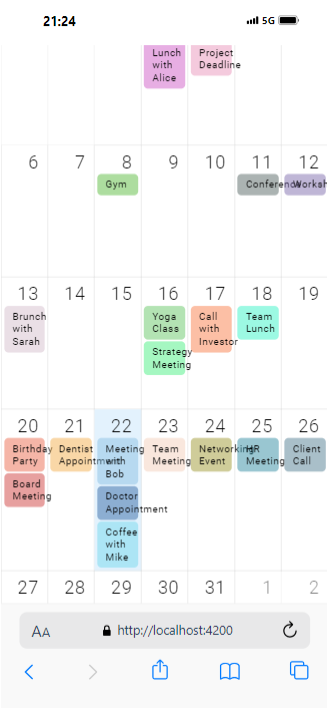 21:24
5G
Lunch
with
Alice
Project
Deadline
6 7 8 9 10 11 12
Gym
Conference
13 14 15 16 17 18 19
Brunch
with
Sarah
Yoga
Class
Strategy
Meeting
Call
with
Investor
Team
Lunch
20 21 22 23 24 25 26
Birthday
Party
Board
Meeting
Dentist
Appointment
Meeting
with
Bob
Doctor
Appointment
Coffee
with
Mike
Team
Meeting
Networking
Event
HR
Meeting
Client
Call
27 28 29 30 31 1 2
AA
http://localhost:4200